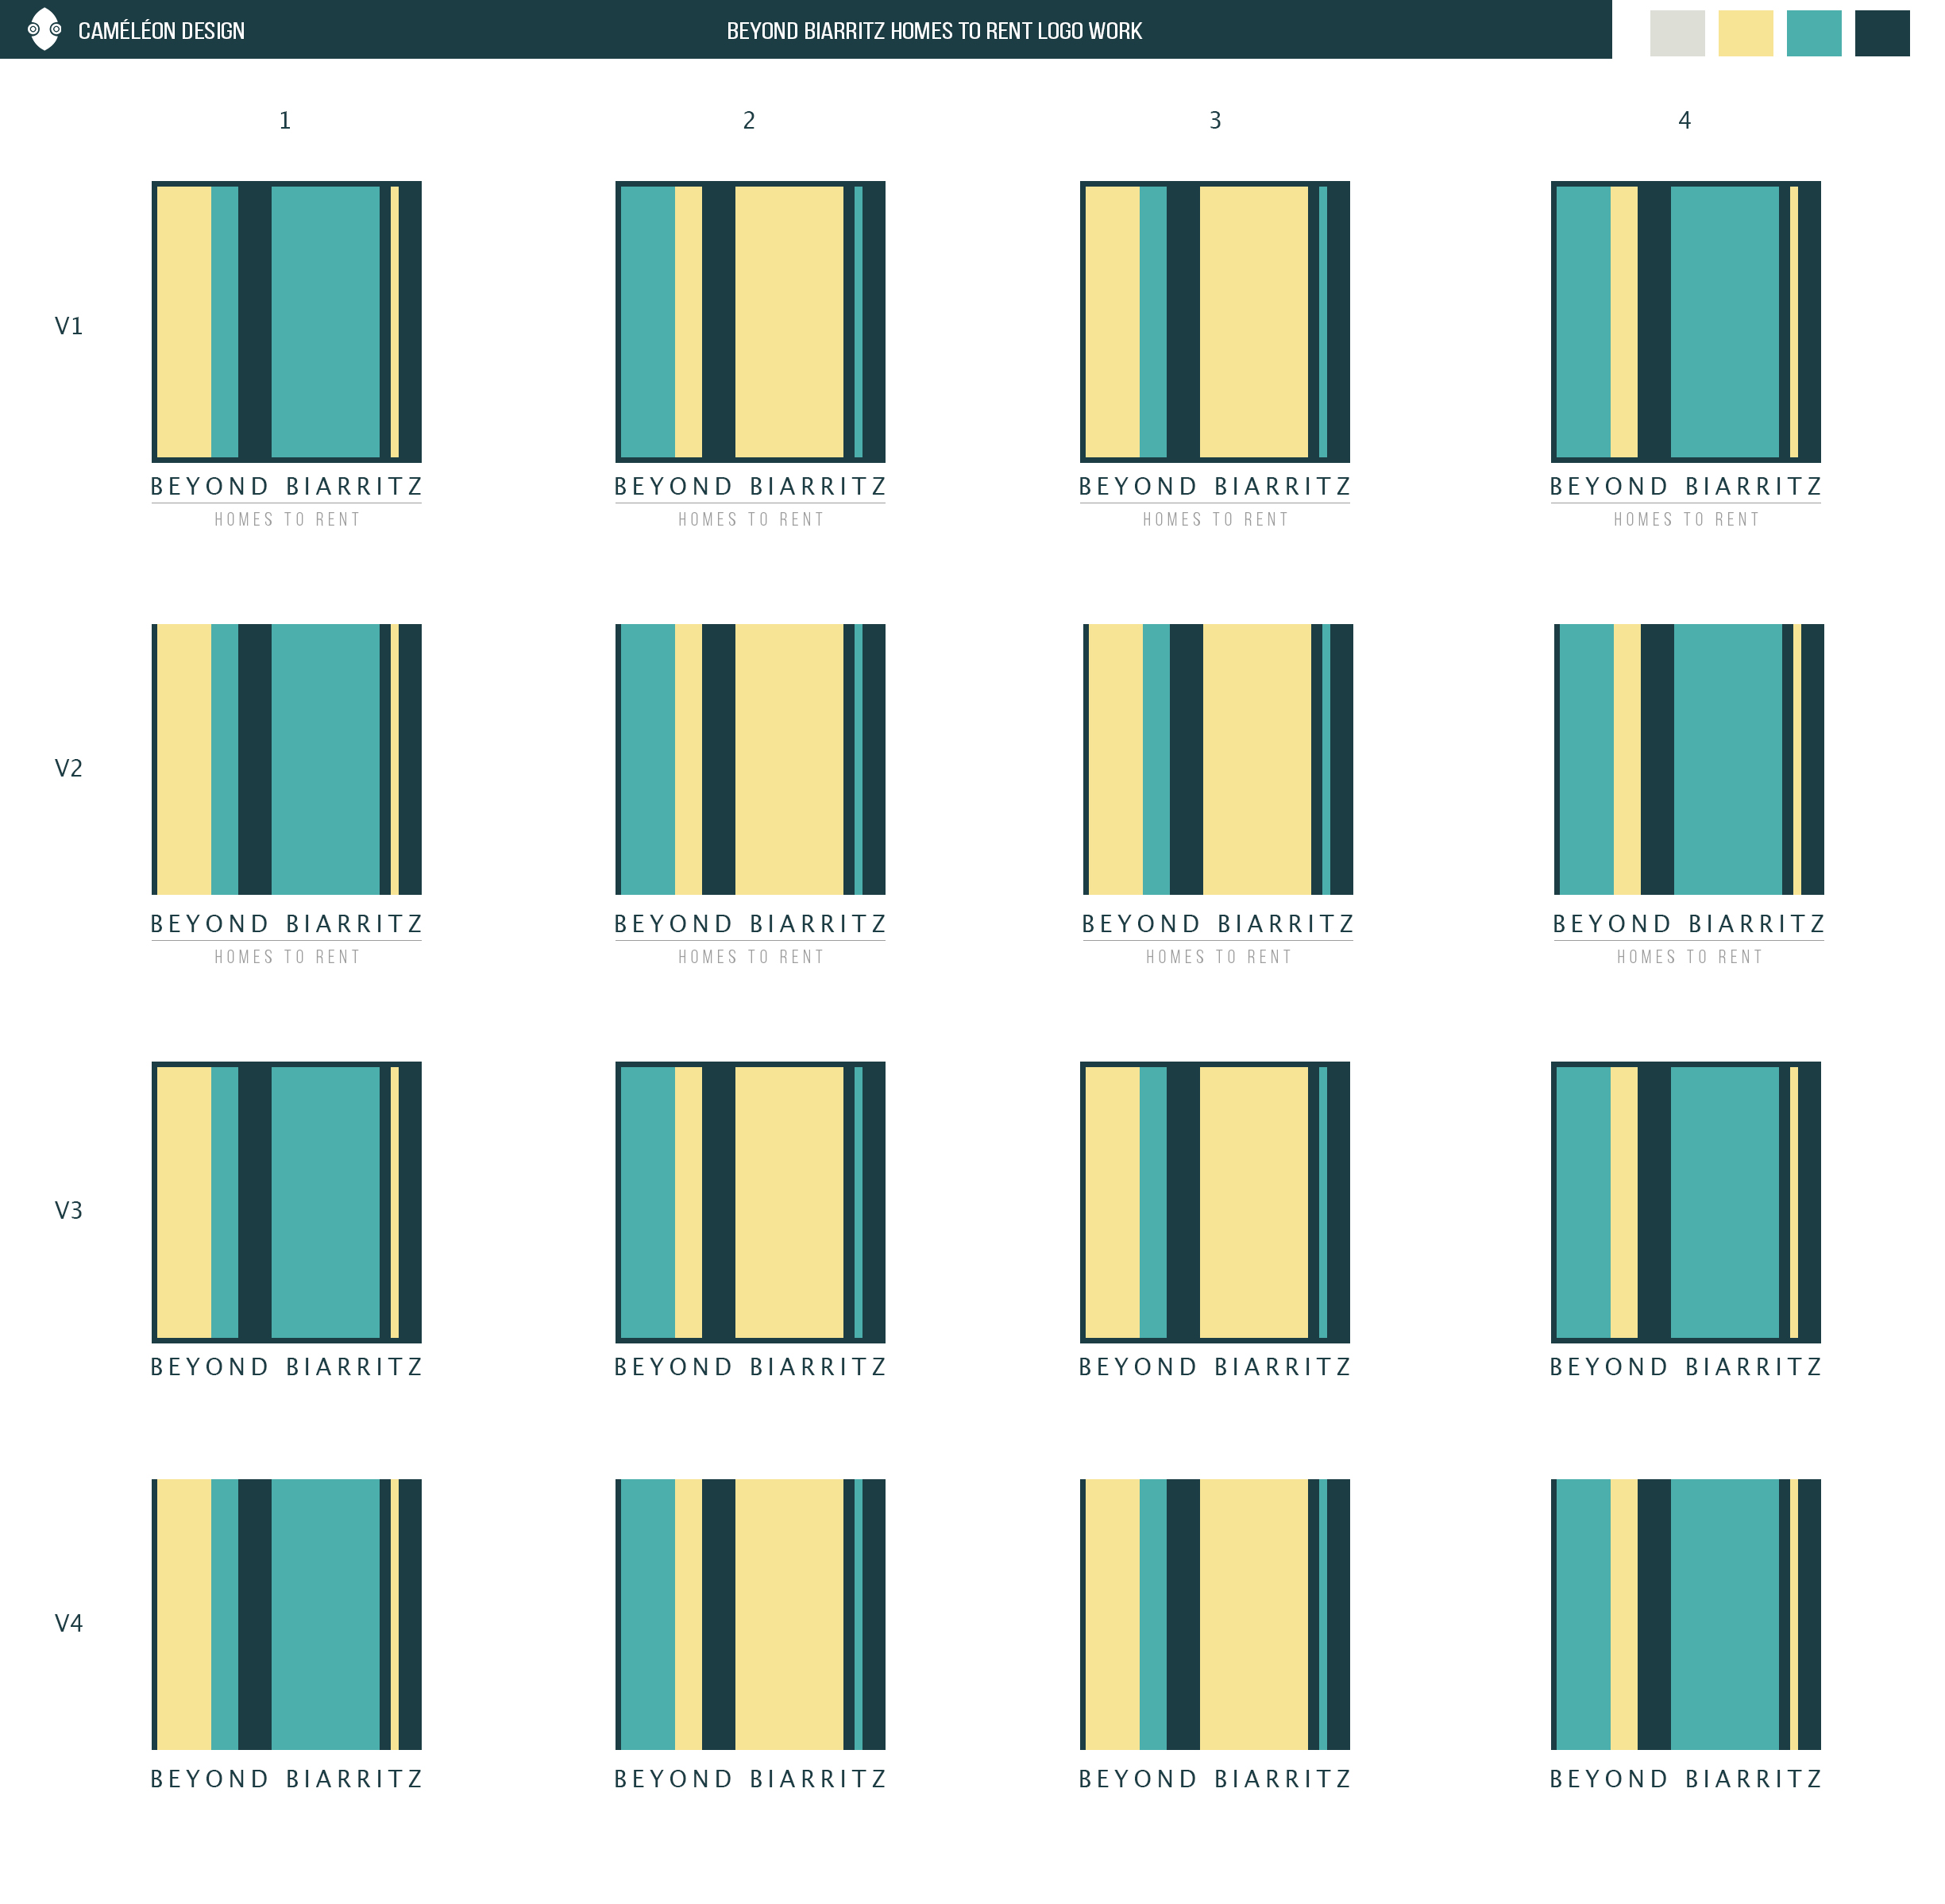 CAMÉLÉON DESIGN
BEYOND BIARRITZ HOMES TO RENT LOGO WORK
1 2 3 4
V1
BEYOND BIARRITZ BEYOND BIARRITZ BEYOND BIARRITZ BEYOND BIARRITZ
HOMES TO RENT HOMES TO RENT HOMES TO RENT HOMES TO RENT
V2
BEYOND BIARRITZ BEYOND BIARRITZ BEYOND BIARRITZ BEYOND BIARRITZ
HOMES TO RENT HOMES TO RENT HOMES TO RENT HOMES TO RENT
V3
BEYOND BIARRITZ BEYOND BIARRITZ BEYOND BIARRITZ BEYOND BIARRITZ
V4
BEYOND BIARRITZ BEYOND BIARRITZ BEYOND BIARRITZ BEYOND BIARRITZ